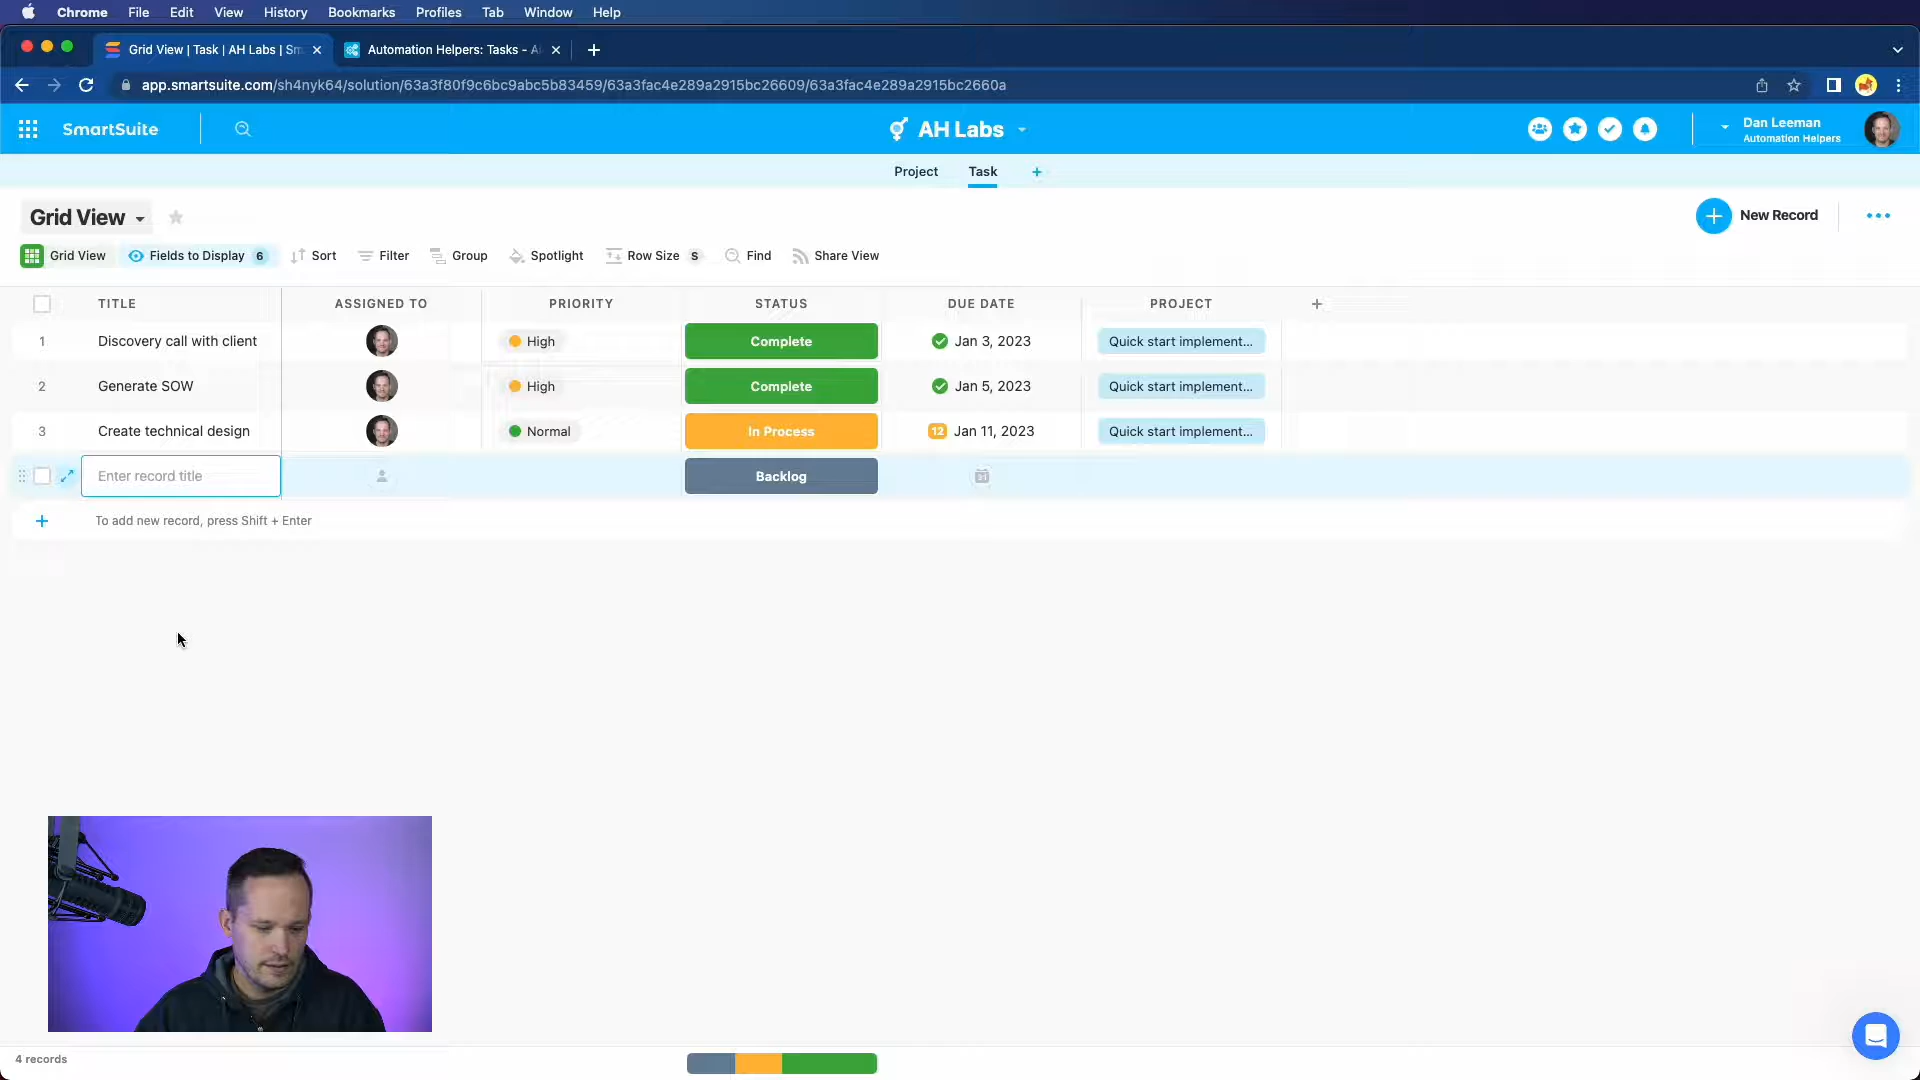 Chrome File Edit View History Bookmarks Profiles Tab Window Help
Grid View | Task | AH Labs | Sm
Automation Helpers: Tasks - Ai
app.smartsuite.com/sh4nyk64/solution/63a3f80f9c6bc9abc5b83459/63a3fac4e289a2915bc26609/63a3fac4e289a2915bc2660a
SmartSuite
AH Labs
Dan Leeman
Automation Helpers
Project Task
Grid View
New Record
Grid View Fields to Display 6 Sort Filter Group Spotlight Row Size S Find Share View
TITLE ASSIGNED TO PRIORITY STATUS DUE DATE PROJECT
1 Discovery call with client High Complete Jan 3, 2023 Quick start implement...
2 Generate SOW High Complete Jan 5, 2023 Quick start implement...
3 Create technical design Normal In Process 12 Jan 11, 2023 Quick start implement...
Enter record title Backlog 31
To add new record, press Shift + Enter
4 records